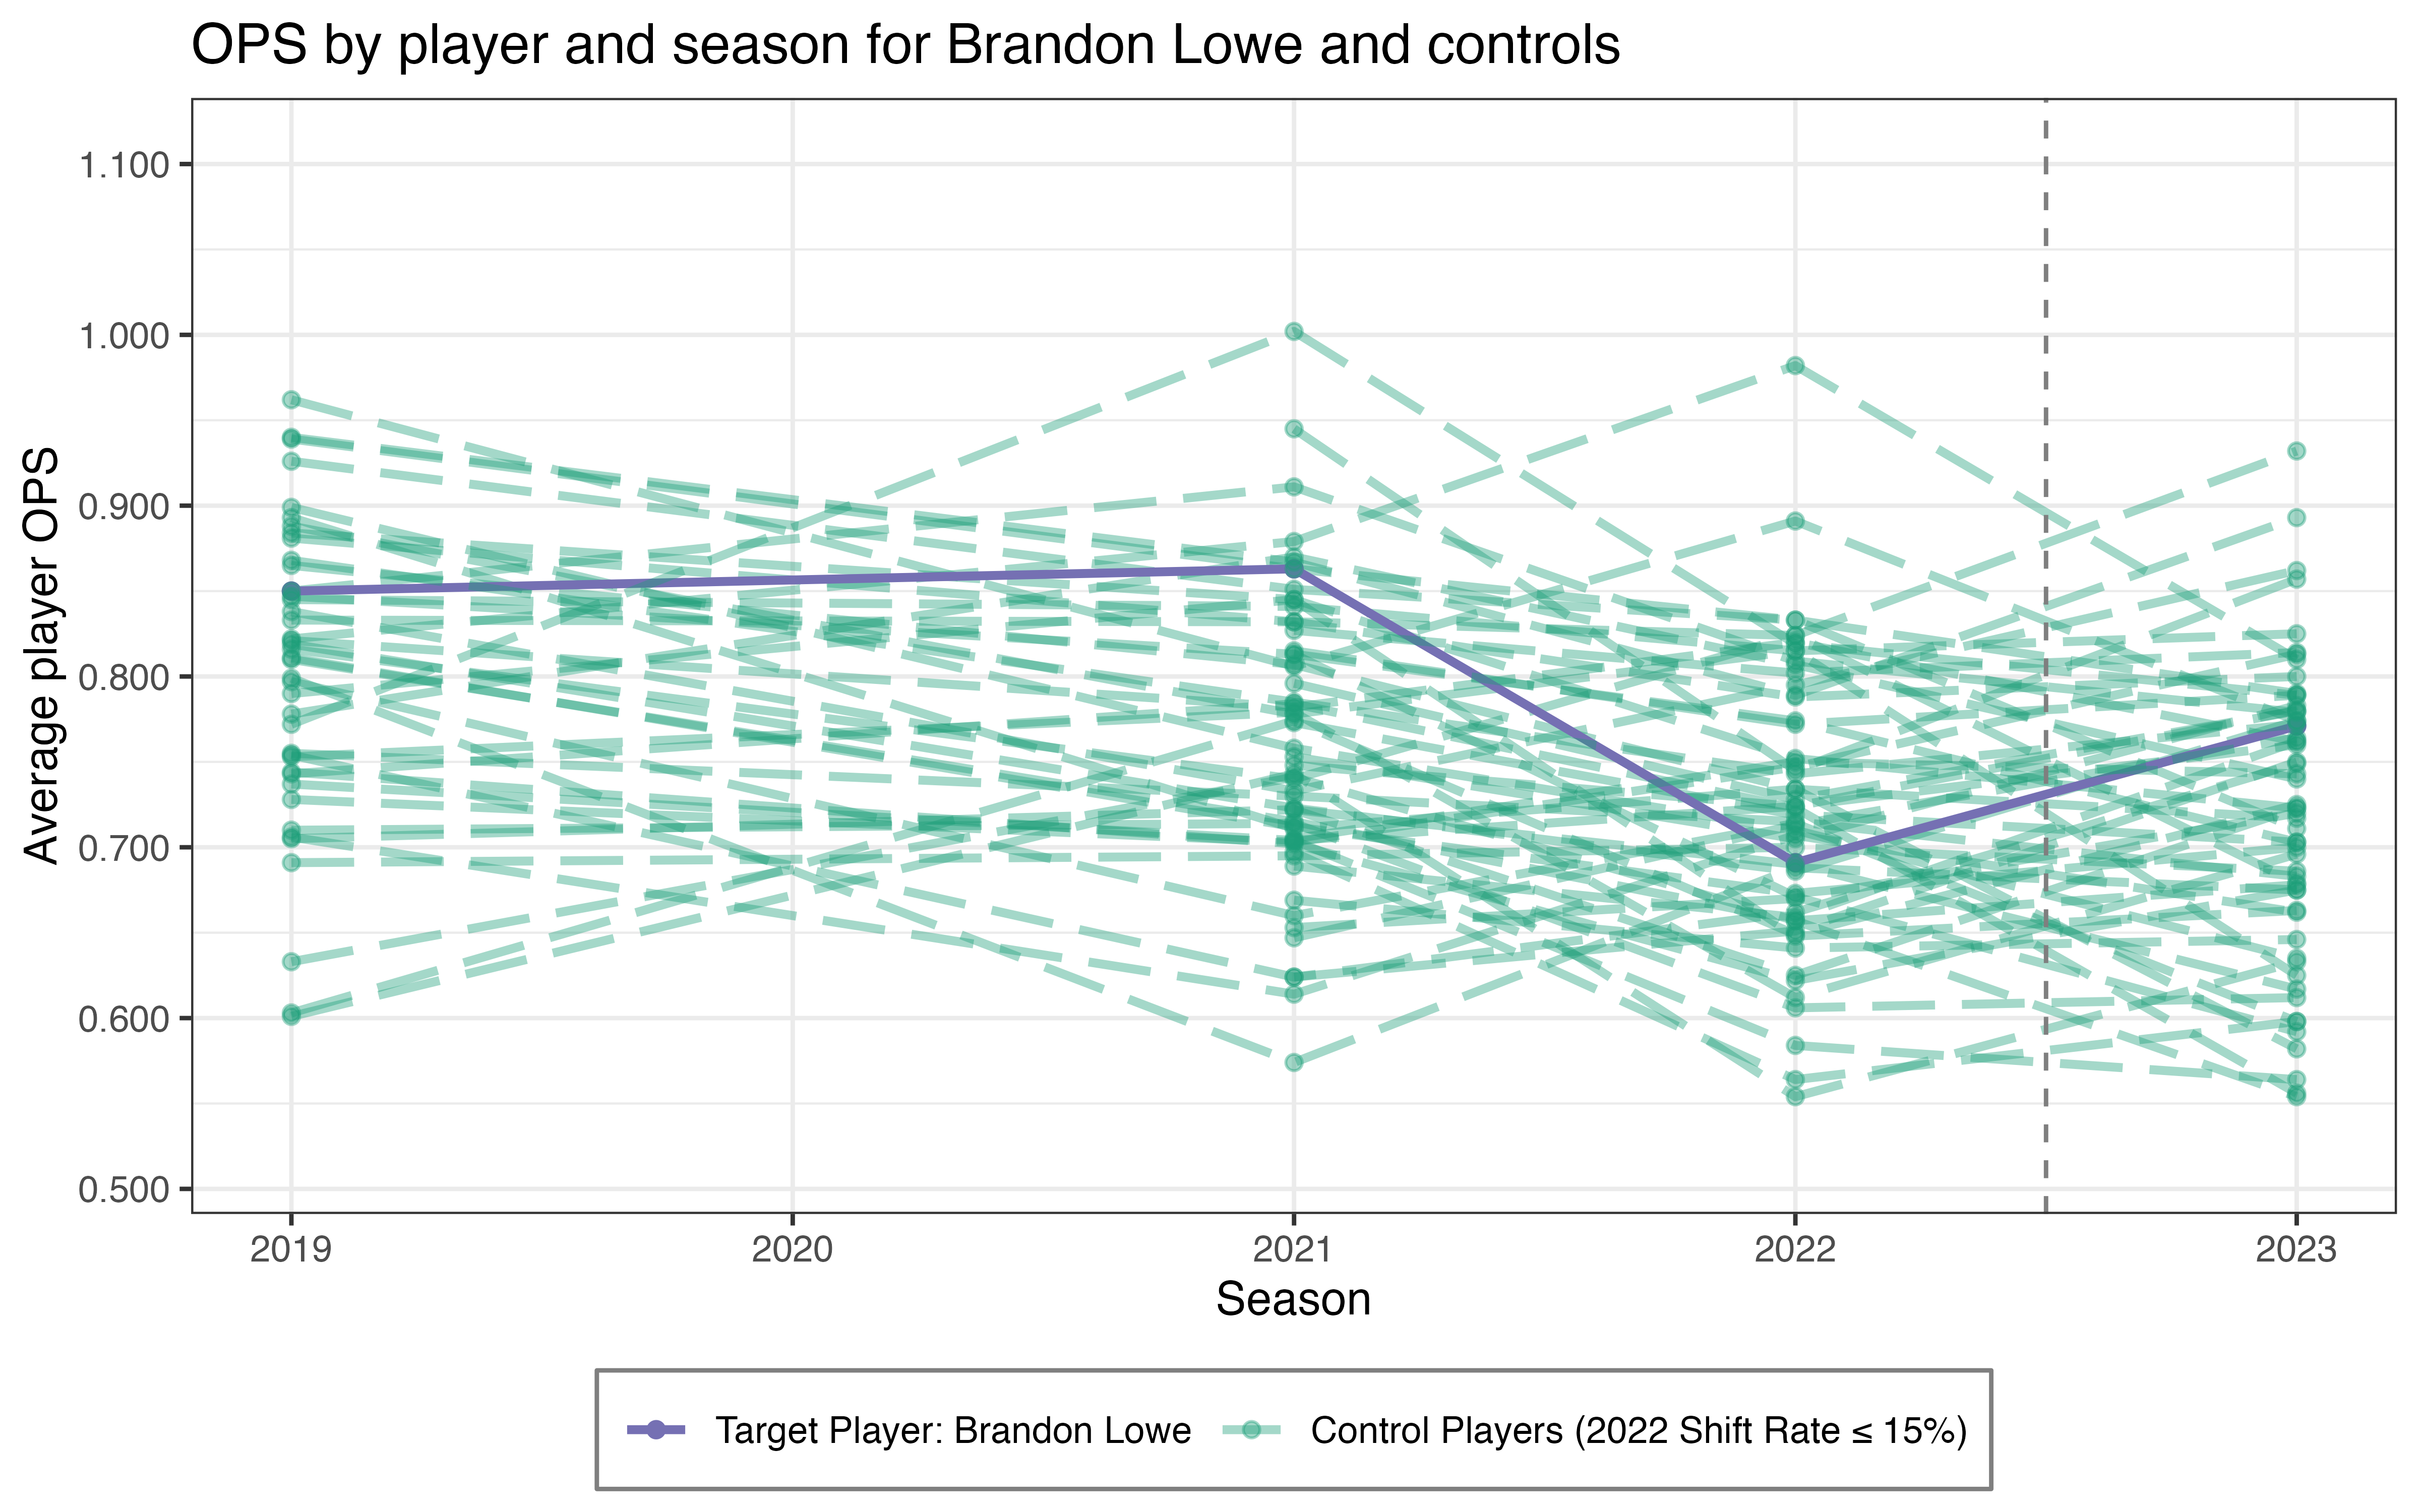 OPS by player and season for Brandon Lowe and controls
Average player OPS
1.100
1.000
0.900
0.800
0.700
0.600
0.500
2019 2020 2021 2022 2023
Season
Target Player: Brandon Lowe Control Players (2022 Shift Rate ≤ 15%)